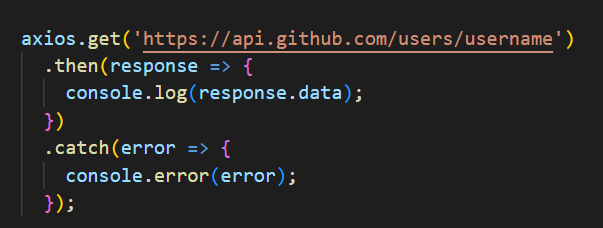 axios.get('https://api.github.com/users/username')
  .then(response => {
    console.log(response.data);
  })
  .catch(error => {
    console.error(error);
  });